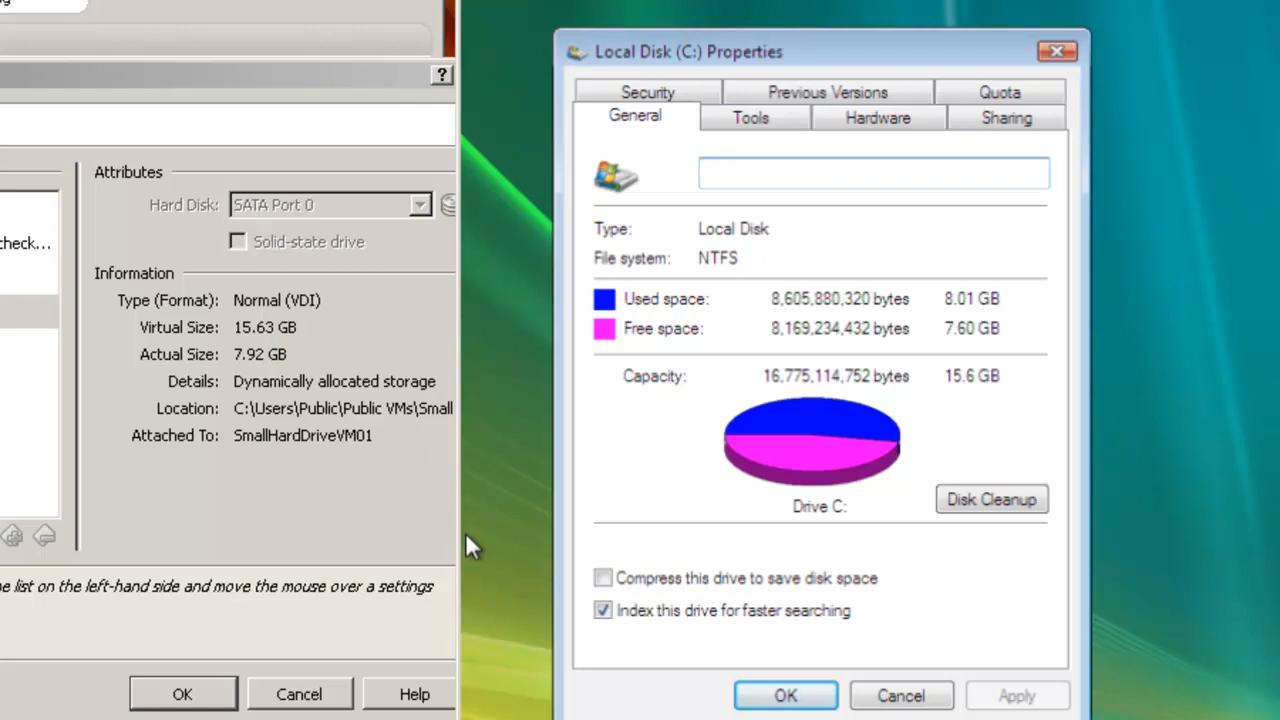 ?
Attributes
Hard Disk: SATA Port 0
Solid-state drive
check...
Information
Type (Format): Normal (VDI)
Virtual Size: 15.63 GB
Actual Size: 7.92 GB
Details: Dynamically allocated storage
Location: C:\Users\Public\Public VMs\Small
Attached To: SmallHardDriveVM01
e list on the left-hand side and move the mouse over a settings
OK Cancel Help
Local Disk (C:) Properties
Security Previous Versions Quota
General Tools Hardware Sharing
Type: Local Disk
File system: NTFS
Used space: 8,605,880,320 bytes 8.01 GB
Free space: 8,169,234,432 bytes 7.60 GB
Capacity: 16,775,114,752 bytes 15.6 GB
Drive C: Disk Cleanup
Compress this drive to save disk space
Index this drive for faster searching
OK Cancel Apply